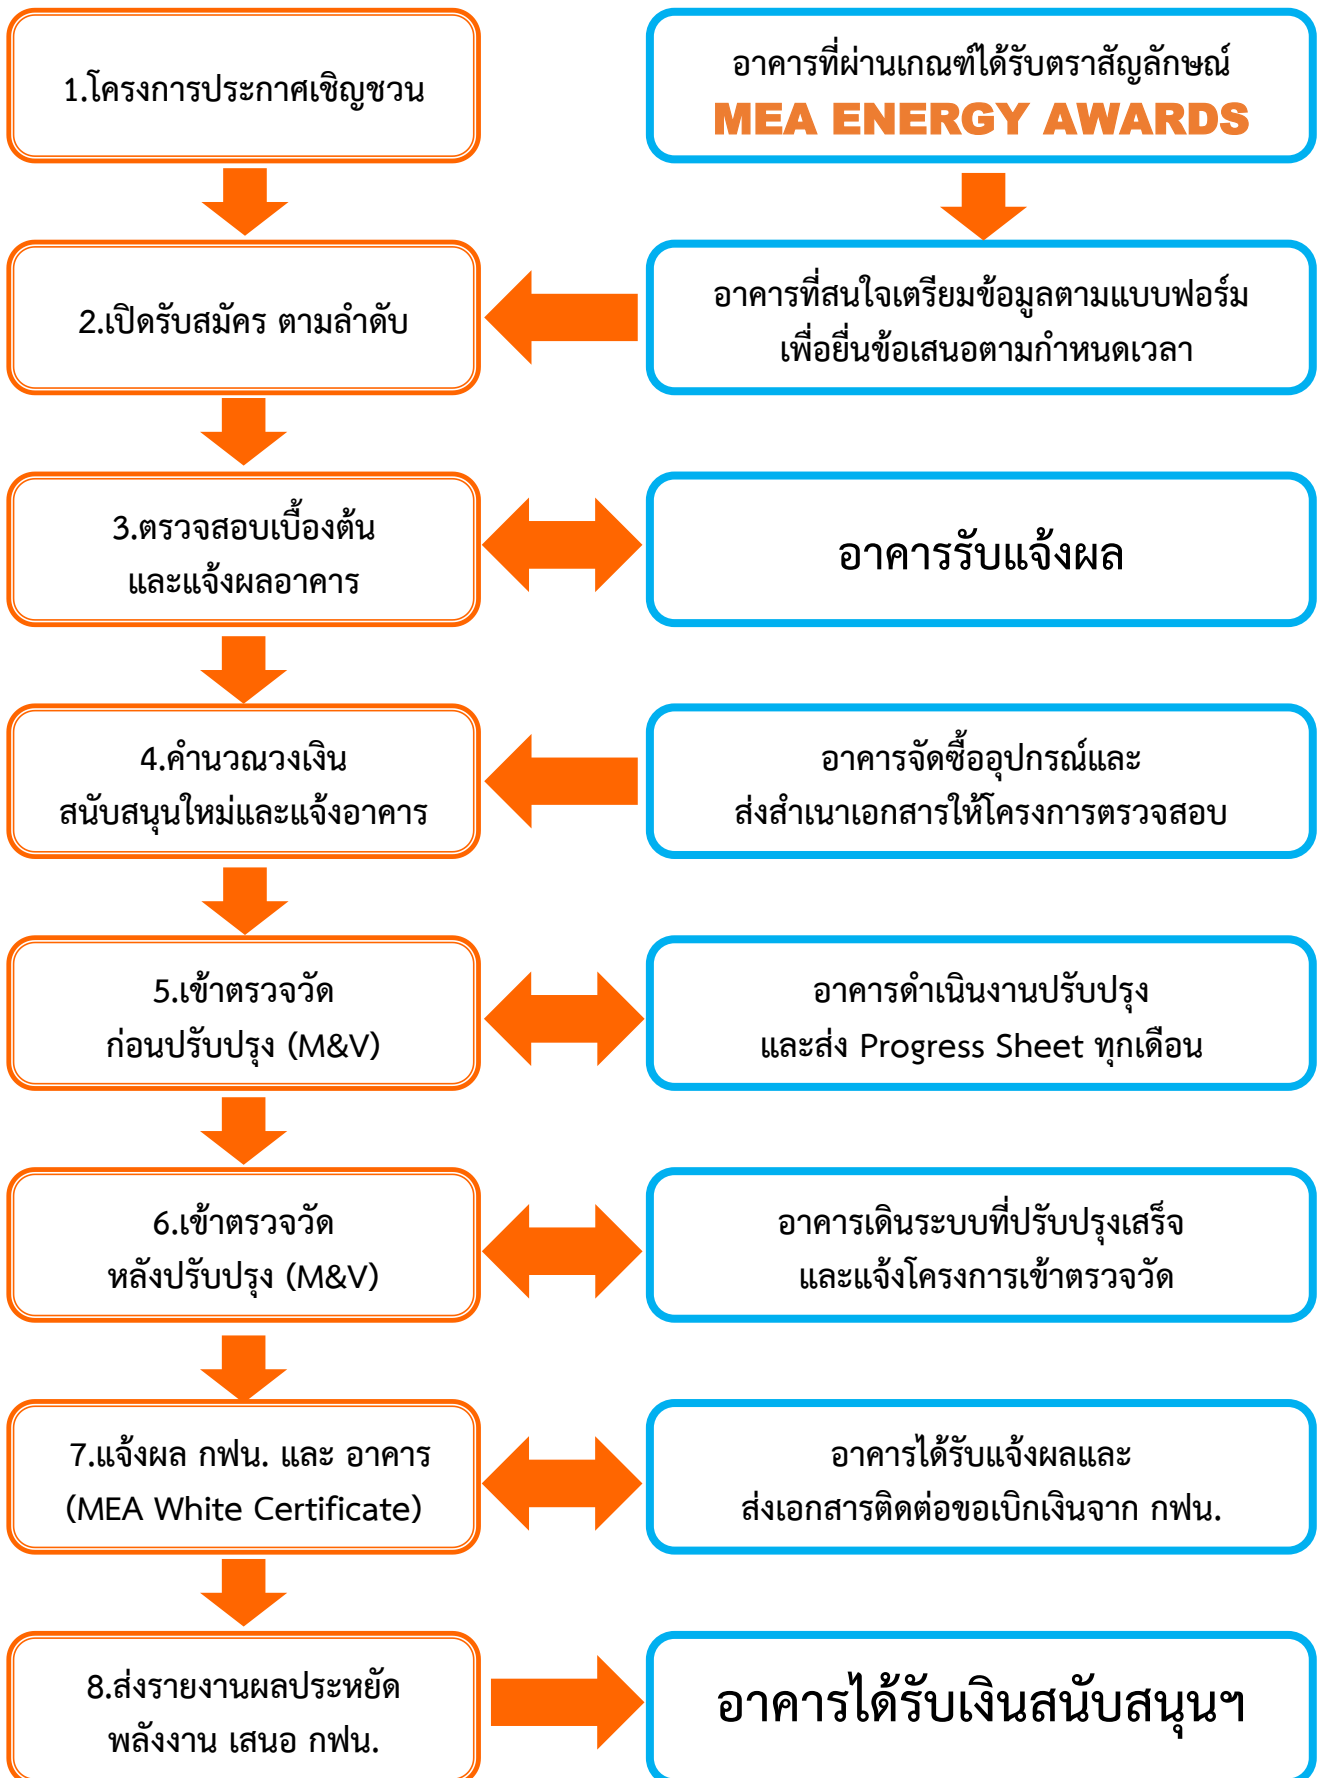 1.โครงการประกาศเชิญชวน
อาคารที่ผ่านเกณฑ์ได้รับตราสัญลักษณ์
MEA ENERGY AWARDS
2.เปิดรับสมัคร ตามลำดับ
อาคารที่สนใจเตรียมข้อมูลตามแบบฟอร์ม
เพื่อยื่นข้อเสนอตามกำหนดเวลา
3.ตรวจสอบเบื้องต้น
และแจ้งผลอาคาร
อาคารรับแจ้งผล
4.คำนวณวงเงิน
สนับสนุนใหม่และแจ้งอาคาร
อาคารจัดซื้ออุปกรณ์และ
ส่งสำเนาเอกสารให้โครงการตรวจสอบ
5.เข้าตรวจวัด
ก่อนปรับปรุง (M&V)
อาคารดำเนินงานปรับปรุง
และส่ง Progress Sheet ทุกเดือน
6.เข้าตรวจวัด
หลังปรับปรุง (M&V)
อาคารเดินระบบที่ปรับปรุงเสร็จ
และแจ้งโครงการเข้าตรวจวัด
7.แจ้งผล กฟน. และ อาคาร
(MEA White Certificate)
อาคารได้รับแจ้งผลและ
ส่งเอกสารติดต่อขอเบิกเงินจาก กฟน.
8.ส่งรายงานผลประหยัด
พลังงาน เสนอ กฟน.
อาคารได้รับเงินสนับสนุนฯ